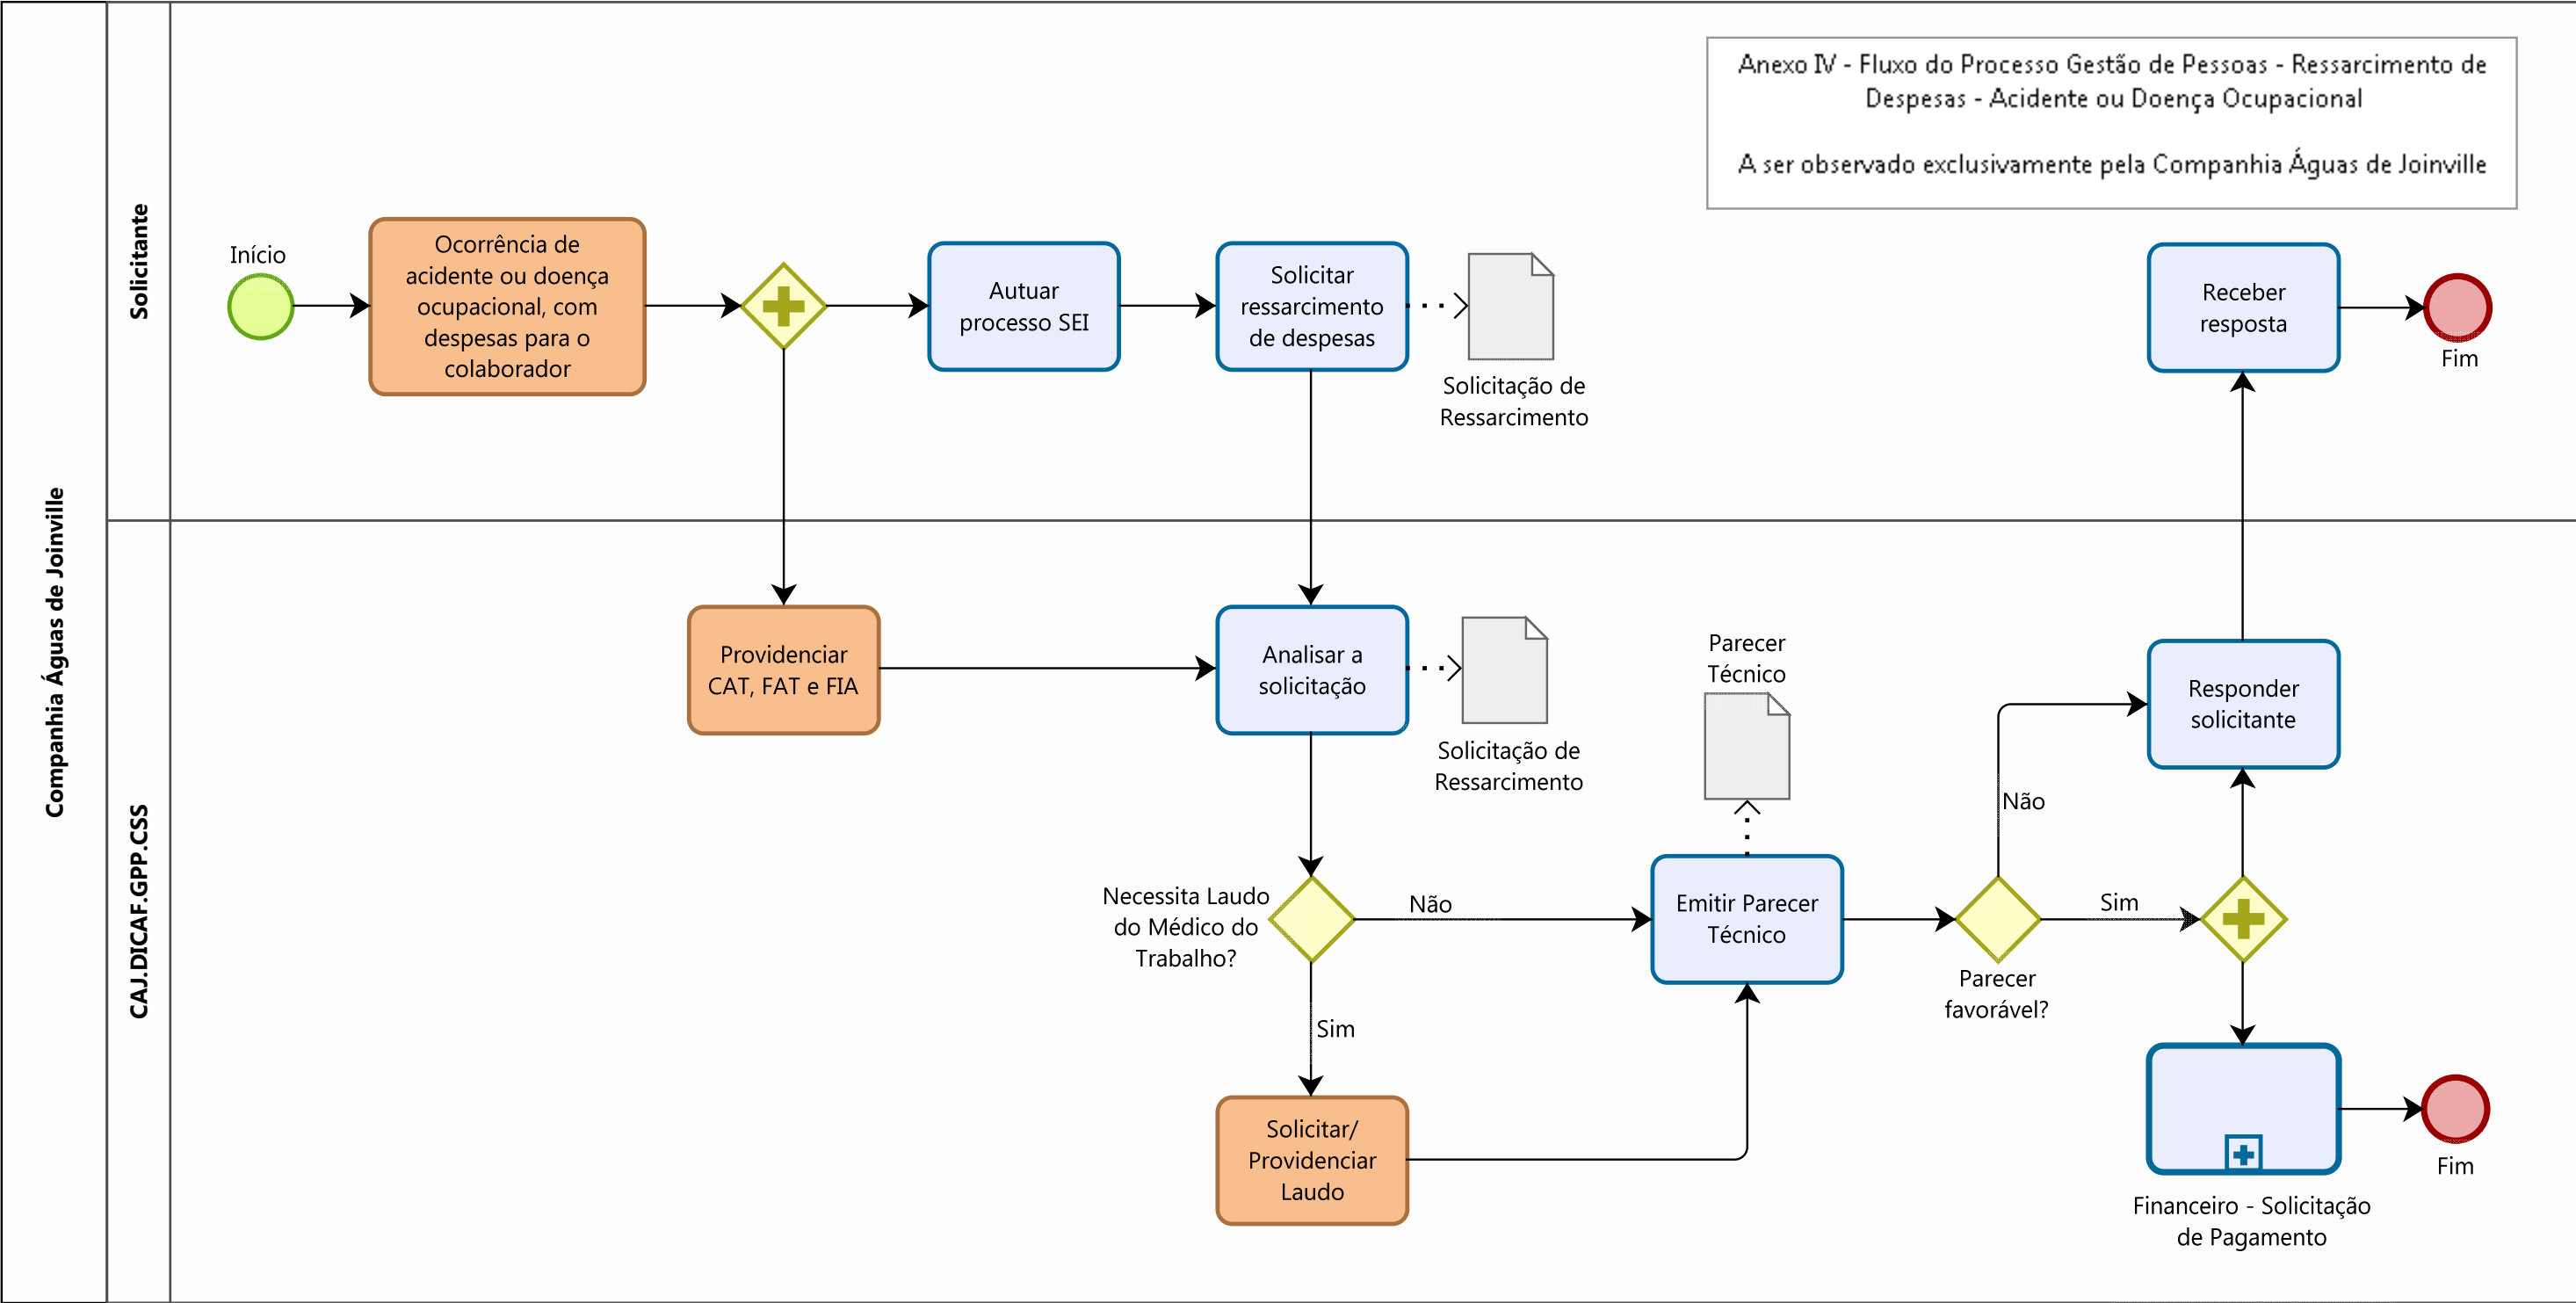 Anexo IV - Fluxo do Processo Gestão de Pessoas - Ressarcimento de
Despesas - Acidente ou Doença Ocupacional
A ser observado exclusivamente pela Companhia Águas de Joinville
Companhia Águas de Joinville
Solicitante
Início
Ocorrência de
acidente ou doença
ocupacional, com
despesas para o
colaborador
Autuar
processo SEI
Solicitar
ressarcimento
de despesas
Solicitação de
Ressarcimento
Receber
resposta
Fim
CAJ.DICAF.GPP.CSS
Providenciar
CAT, FAT e FIA
Analisar a
solicitação
Solicitação de
Ressarcimento
Necessita Laudo
do Médico do
Trabalho?
Não
Sim
Solicitar/
Providenciar
Laudo
Parecer
Técnico
Emitir Parecer
Técnico
Parecer
favorável?
Não
Sim
Responder
solicitante
Financeiro - Solicitação
de Pagamento
Fim